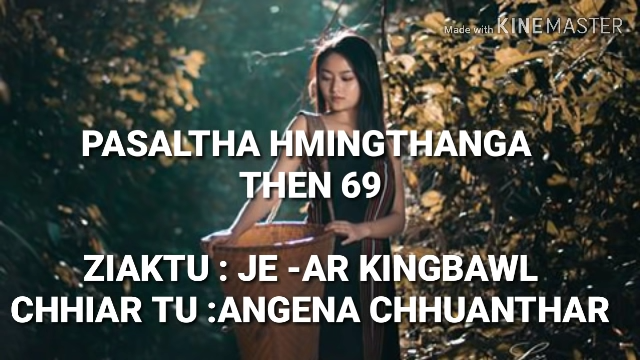 Made with KINEMASTER
PASALTHA HMINGTHANGA
THEN 69
ZIAKTU : JE -AR KINGBAWL
CHHIAR TU :ANGENA CHHUANTHAR